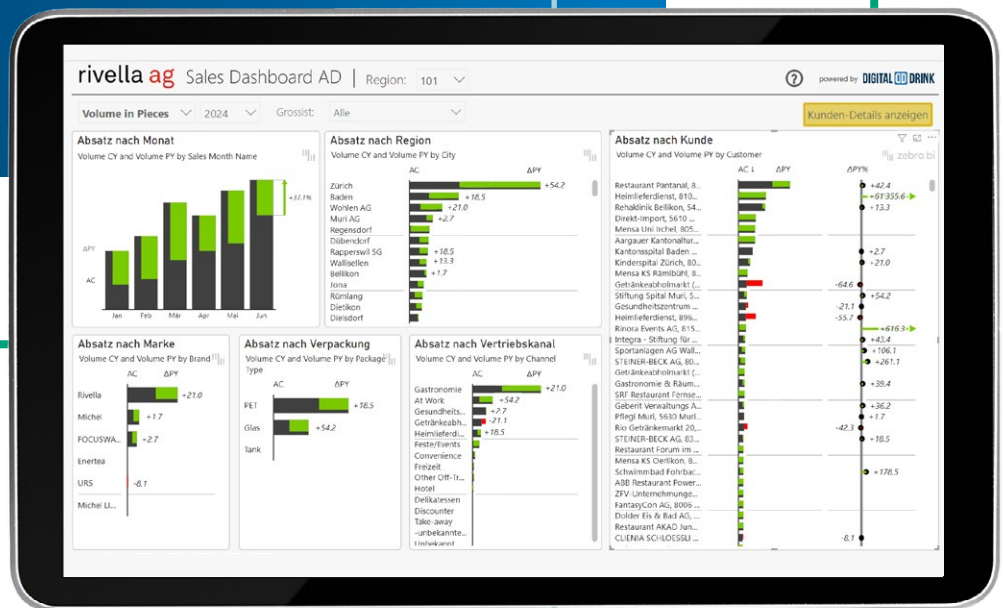 rivella ag Sales Dashboard AD | Region: 101
powered by DIGITAL DRINK
Volume in Pieces 2024 Grossist: Alle
Kunden-Details anzeigen
Absatz nach Monat
Volume CY and Volume PY by Sales Month Name
ΔPY
AC
Jan Feb Mär Apr Mai Jun
Absatz nach Region
Volume CY and Volume PY by City
AC ΔPY
Zürich +54.2
Baden +18.5
Wohlen AG +21.0
Muri AG +2.7
Regensdorf
Dübendorf
Rapperswil SG +18.5
Wallisellen +13.3
Bellikon +1.7
Jona
Rümlang
Dietikon
Dielsdorf
Absatz nach Kunde
Volume CY and Volume PY by Customer
zebra bi
AC ↓ ΔPY ΔPY%
Restaurant Pantanal, 8... +42.4
Heimlieferdienst, 810... +61'355.6
Rehaklinik Bellikon, 54... +13.3
Direkt-Import, 5610 ...
Mensa Uni Irchel, 805...
Aargauer Kantonaltur...
Kantonsspital Baden ... +2.7
Kinderspital Zürich, 80... +21.0
Mensa KS Rämibühl, 8...
Getränkeabholmarkt (... -64.6
Stiftung Spital Muri, 5... +54.2
Gesundheitszentrum ... -21.1
Heimlieferdienst, 896... -55.7
Rinora Events AG, 815... +616.3
Integra - Stiftung für ... +43.4
Sportanlagen AG Wall... +106.1
STEINER-BECK AG, 80... +261.1
Getränkeabholmarkt (...
Gastronomie & Räum... +39.4
SRF Restaurant Fernse...
Geberit Verwaltungs A... +36.2
Pflegi Muri, 5630 Muri... +1.7
Rio Getränkemarkt 20,... -42.3
STEINER-BECK AG, 83... +18.5
Restaurant Forum im ...
Mensa KS Oerlikon, 8...
Schwimmbad Fohrbac... +178.5
ABB Restaurant Power...
ZFV-Unternehmunge...
FantasyCon AG, 8005 ...
Dolder Eis & Bad AG, ...
Restaurant AKAD Jun...
CLIENIA SCHLOESSLI ... -8.1
Absatz nach Marke
Volume CY and Volume PY by Brand
AC ΔPY
Rivella +21.0
Michel +1.7
FOCUSWA... +2.7
Enertea
URS -8.1
Michel LI...
Absatz nach Verpackung
Volume CY and Volume PY by Package
Type
AC ΔPY
PET +18.5
Glas +54.2
Tank
Absatz nach Vertriebskanal
Volume CY and Volume PY by Channel
AC ΔPY
Gastronomie +21.0
At Work +54.2
Gesundheits... +2.7
Getränkeabh... -21.1
Heimlieferdi... +18.5
Feste/Events
Convenience
Freizeit
Other Off-Tr...
Hotel
Delikatessen
Discounter
Take-away
-unbekannte...
Unbekannt